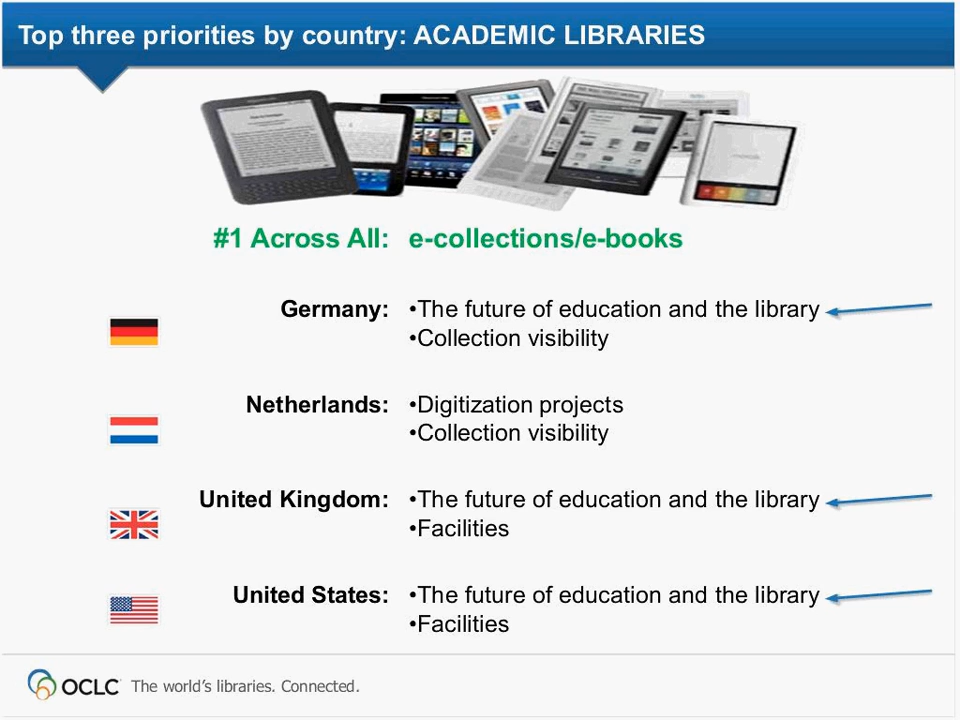 Top three priorities by country: ACADEMIC LIBRARIES
#1 Across All: e-collections/e-books
Germany: •The future of education and the library
•Collection visibility
Netherlands: •Digitization projects
•Collection visibility
United Kingdom: •The future of education and the library
•Facilities
United States: •The future of education and the library
•Facilities
OCLC The world's libraries. Connected.